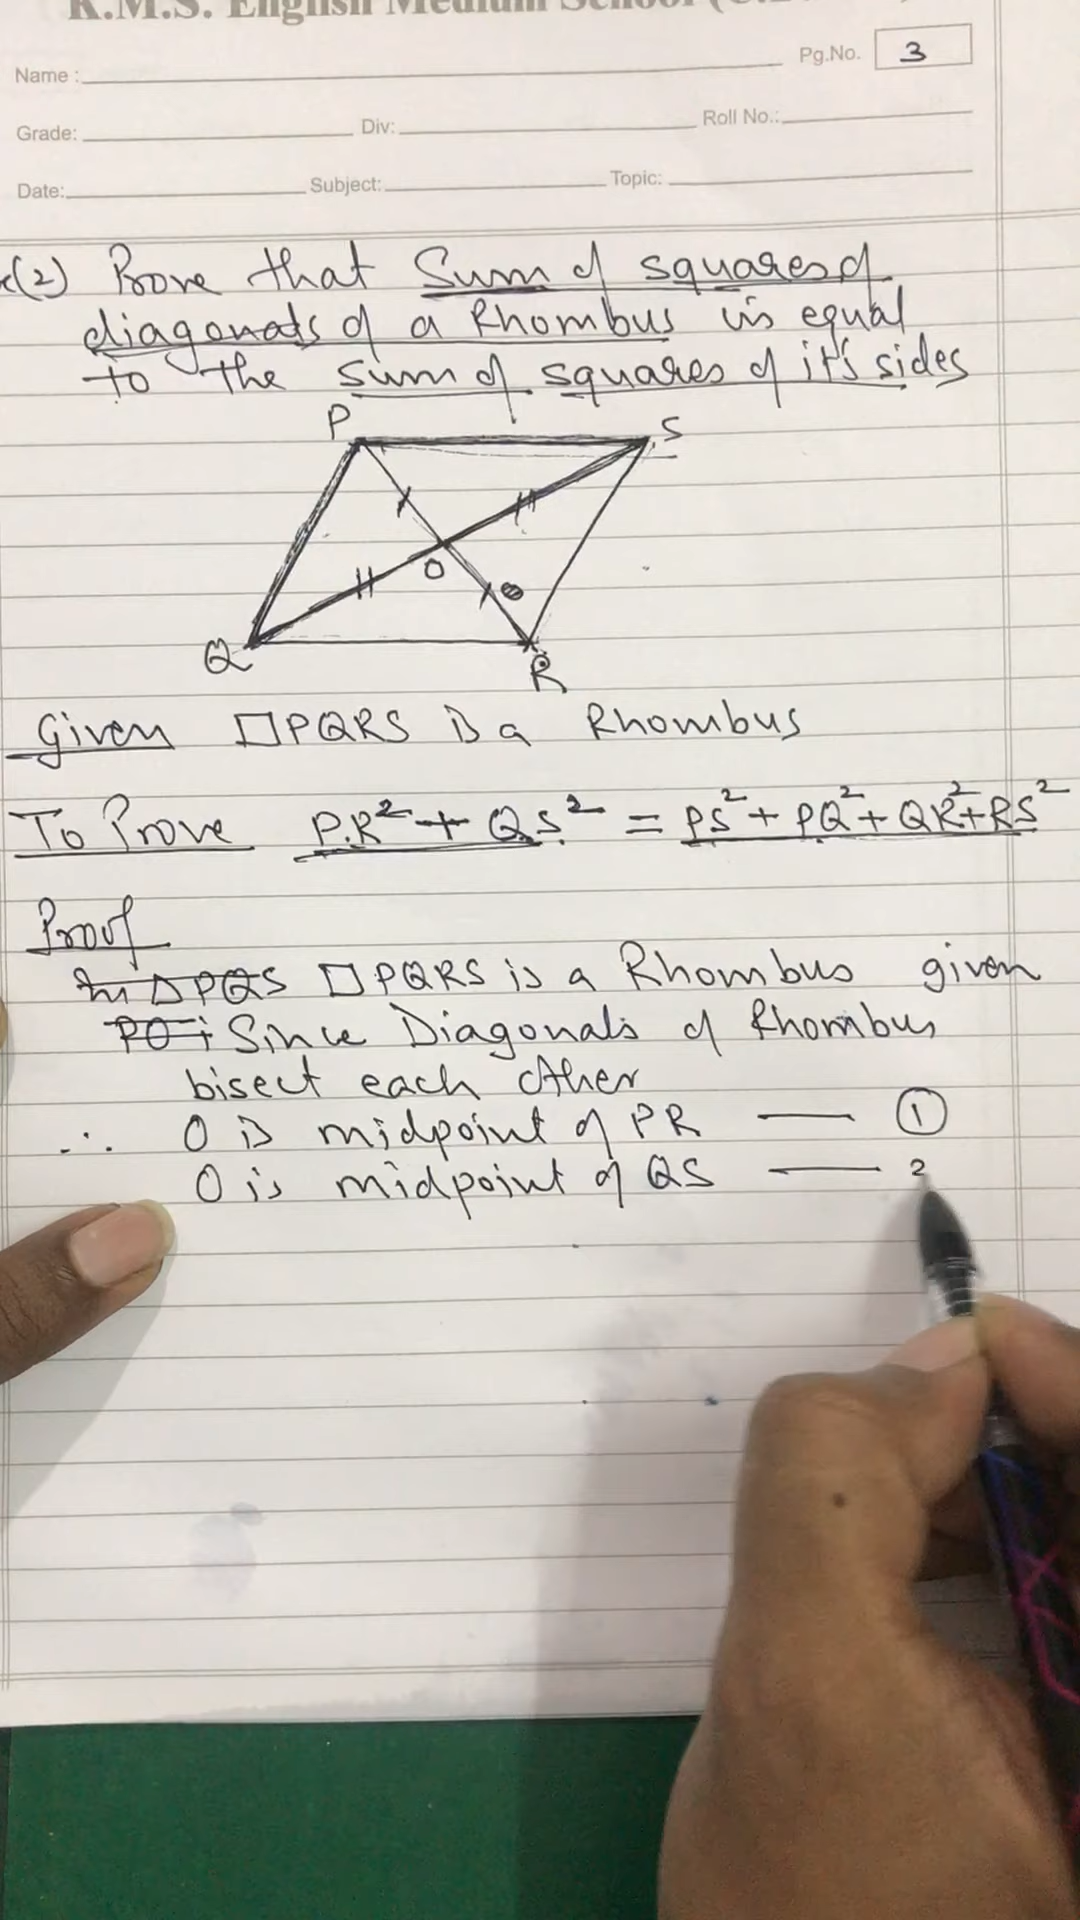 K.M.S. English Medium School
Pg.No. 3
Name :
Grade: Div: Roll No.:
Date: Subject: Topic:
(2) Prove that Sum of squares of
diagonals of a Rhombus is equal
to the sum of squares of it's sides
P S
O
Q R
Given □PQRS is a Rhombus
To Prove P.R² + QS² = PS² + PQ² + QR² + RS²
Proof
In △PQS □PQRS is a Rhombus given
PO i Since Diagonals of Rhombus
bisect each other
∴ O is midpoint of PR — ①
O is midpoint of QS — 2